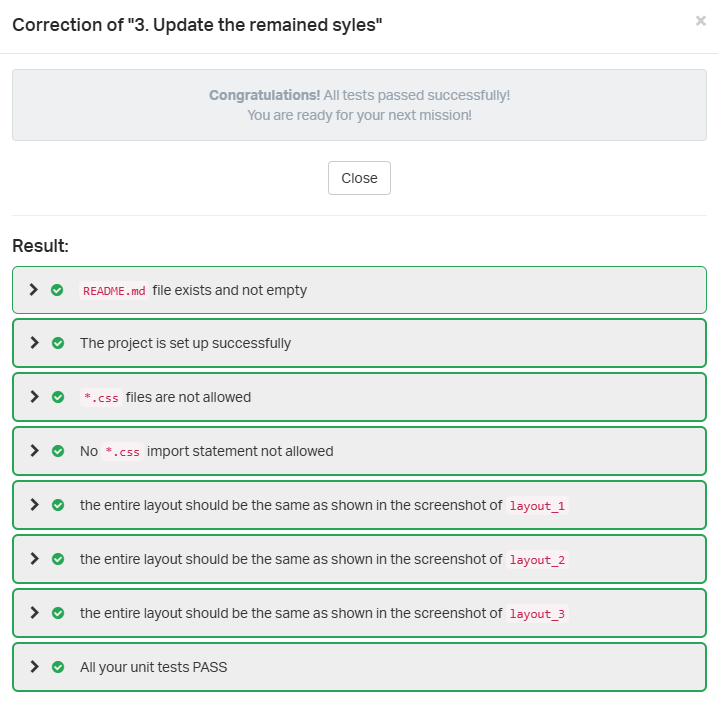 Correction of "3. Update the remained syles"
×
Congratulations! All tests passed successfully!
You are ready for your next mission!
Close
Result:
README.md file exists and not empty
The project is set up successfully
*.css files are not allowed
No *.css import statement not allowed
the entire layout should be the same as shown in the screenshot of layout_1
the entire layout should be the same as shown in the screenshot of layout_2
the entire layout should be the same as shown in the screenshot of layout_3
All your unit tests PASS